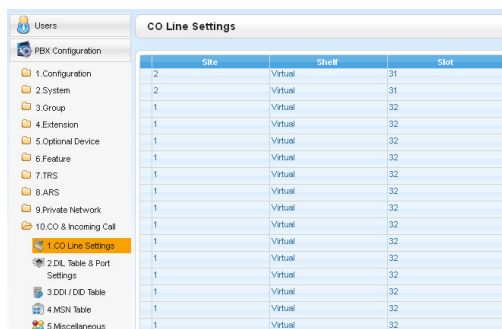 Users
CO Line Settings
PBX Configuration
Site Shelf Slot
1.Configuration
2.System
3.Group
4.Extension
5.Optional Device
6.Feature
7.TRS
8.ARS
9.Private Network
10.CO & Incoming Call
1.CO Line Settings
2.DIL Table & Port
Settings
3.DDI / DID Table
4.MSN Table
5.Miscellaneous
2 Virtual 31
2 Virtual 31
1 Virtual 32
1 Virtual 32
1 Virtual 32
1 Virtual 32
1 Virtual 32
1 Virtual 32
1 Virtual 32
1 Virtual 32
1 Virtual 32
1 Virtual 32
1 Virtual 32
1 Virtual 32
1 Virtual 32
1 Virtual 32